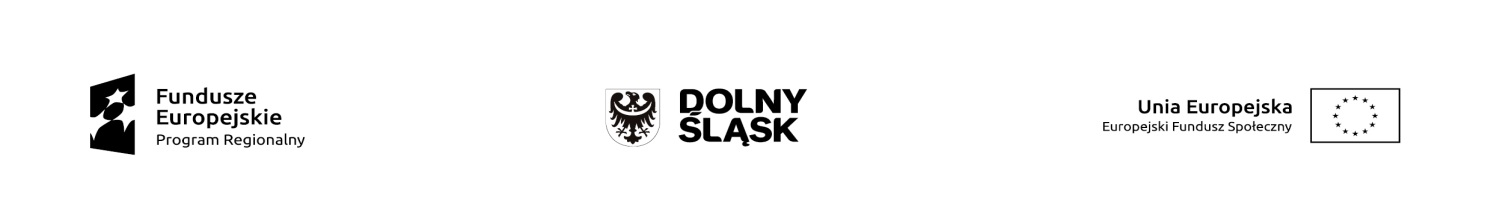 Fundusze
Europejskie
Program Regionalny
DOLNY
ŚLĄSK
Unia Europejska
Europejski Fundusz Społeczny